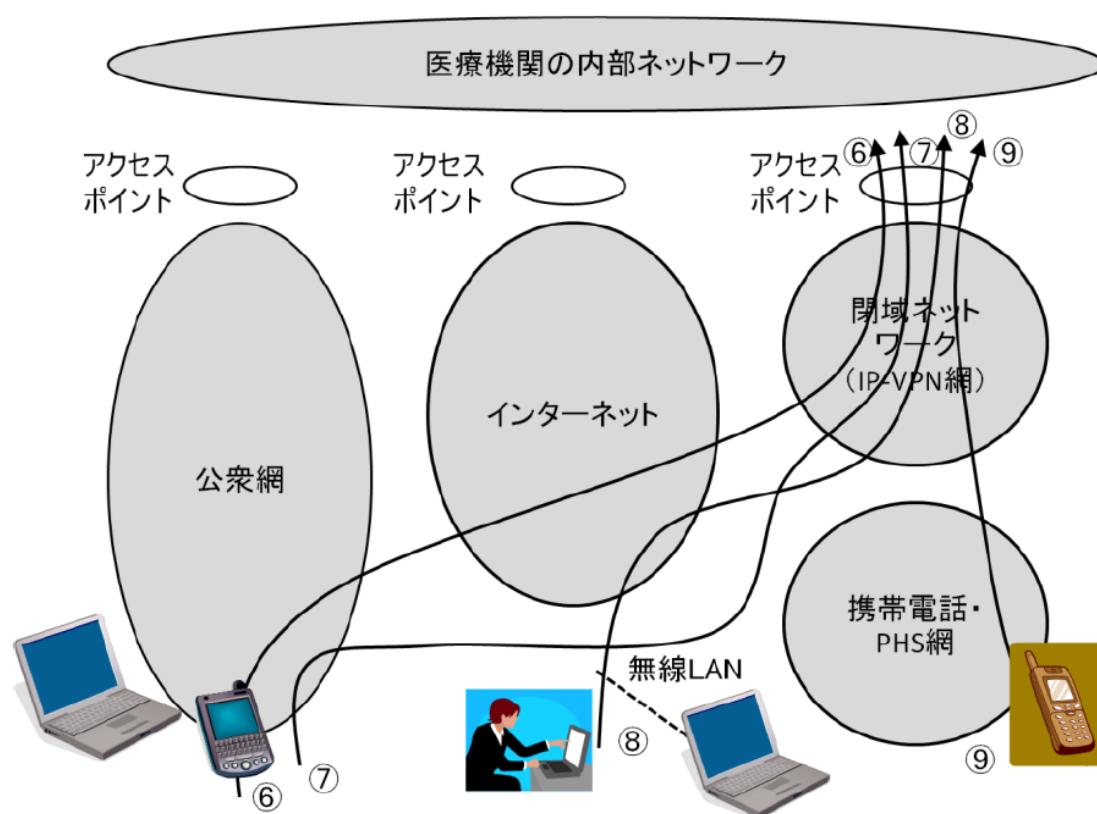 医療機関の内部ネットワーク
アクセス
ポイント
アクセス
ポイント
アクセス
ポイント
⑥
⑦
⑧
⑨
閉域ネット
ワーク
(IP-VPN網)
インターネット
公衆網
携帯電話・
PHS網
無線LAN
⑥
⑦
⑧
⑨